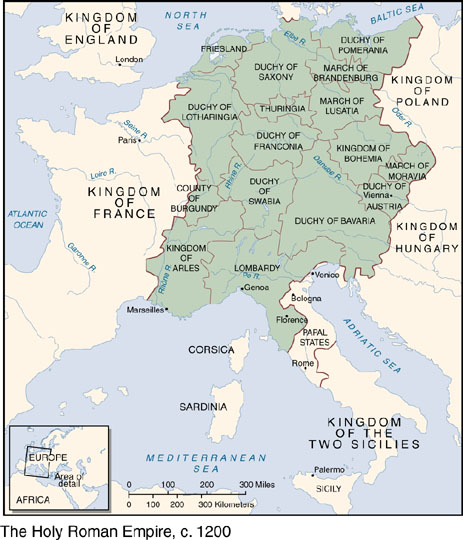 KINGDOM
OF
ENGLAND
London
NORTH
SEA
BALTIC SEA
FRIESLAND
Elbe R.
DUCHY OF
POMERANIA
DUCHY OF
SAXONY
MARCH OF
BRANDENBURG
KINGDOM
OF
POLAND
DUCHY OF
LOTHARINGIA
THURINGIA
MARCH OF
LUSATIA
Oder R.
Seine R.
Paris
DUCHY OF
FRANCONIA
KINGDOM OF
BOHEMIA
MARCH OF
MORAVIA
Loire R.
Rhine R.
Danube R.
KINGDOM
OF
FRANCE
COUNTY
OF
BURGUNDY
DUCHY
OF
SWABIA
DUCHY OF
Vienna
AUSTRIA
ATLANTIC
OCEAN
DUCHY OF BAVARIA
KINGDOM
OF
HUNGARY
Garonne R.
KINGDOM
OF
ARLES
LOMBARDY
Po R.
Venico
Rhône R.
Genoa
Bologna
Marseilles
Florence
PAPAL
STATES
ADRIATIC SEA
CORSICA
Rome
SARDINIA
KINGDOM
OF THE
TWO SICILIES
MEDITERRANEAN
SEA
Palermo
SICILY
EUROPE
Area of
detail
AFRICA
0 100 200 300 Miles
0 100 200 300 Kilometers
The Holy Roman Empire, c. 1200